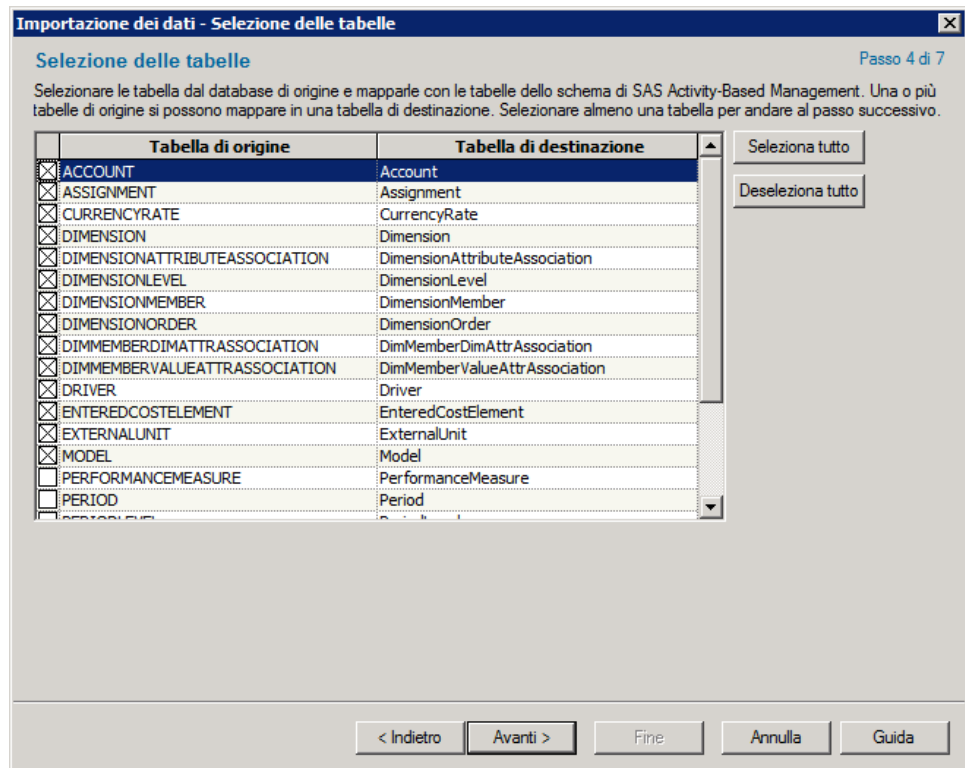 Importazione dei dati - Selezione delle tabelle
Selezione delle tabelle Passo 4 di 7
Selezionare le tabella dal database di origine e mapparle con le tabelle dello schema di SAS Activity-Based Management. Una o più
tabelle di origine si possono mappare in una tabella di destinazione. Selezionare almeno una tabella per andare al passo successivo.
Tabella di origine Tabella di destinazione Seleziona tutto
ACCOUNT Account
ASSIGNMENT Assignment Deseleziona tutto
CURRENCYRATE CurrencyRate
DIMENSION Dimension
DIMENSIONATTRIBUTEASSOCIATION DimensionAttributeAssociation
DIMENSIONLEVEL DimensionLevel
DIMENSIONMEMBER DimensionMember
DIMENSIONORDER DimensionOrder
DIMMEMBERDIMATTRASSOCIATION DimMemberDimAttrAssociation
DIMMEMBERVALUEATTRASSOCIATION DimMemberValueAttrAssociation
DRIVER Driver
ENTEREDCOSTELEMENT EnteredCostElement
EXTERNALUNIT ExternalUnit
MODEL Model
PERFORMANCEMEASURE PerformanceMeasure
PERIOD Period
< Indietro Avanti > Fine Annulla Guida